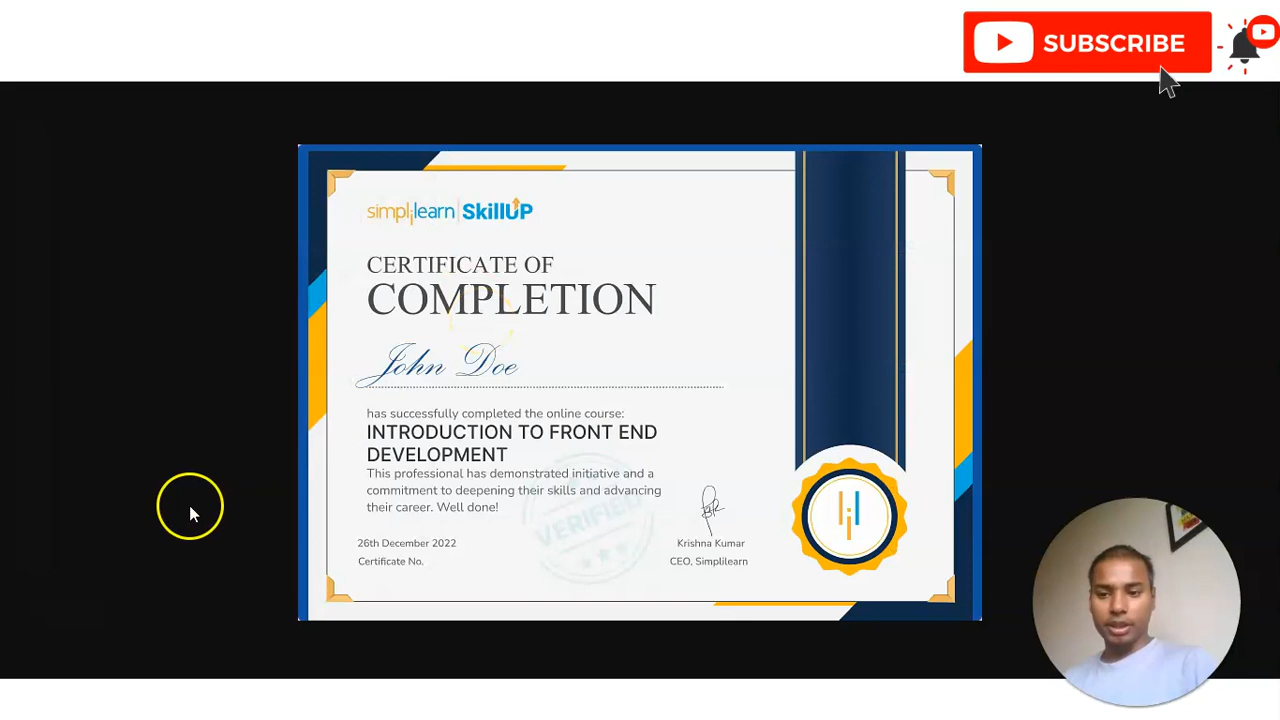 SUBSCRIBE
simplilearn | SkillUP
CERTIFICATE OF
COMPLETION
John Doe
has successfully completed the online course:
INTRODUCTION TO FRONT END
DEVELOPMENT
This professional has demonstrated initiative and a
commitment to deepening their skills and advancing
their career. Well done!
VERIFIED
26th December 2022
Krishna Kumar
Certificate No.
CEO, Simplilearn